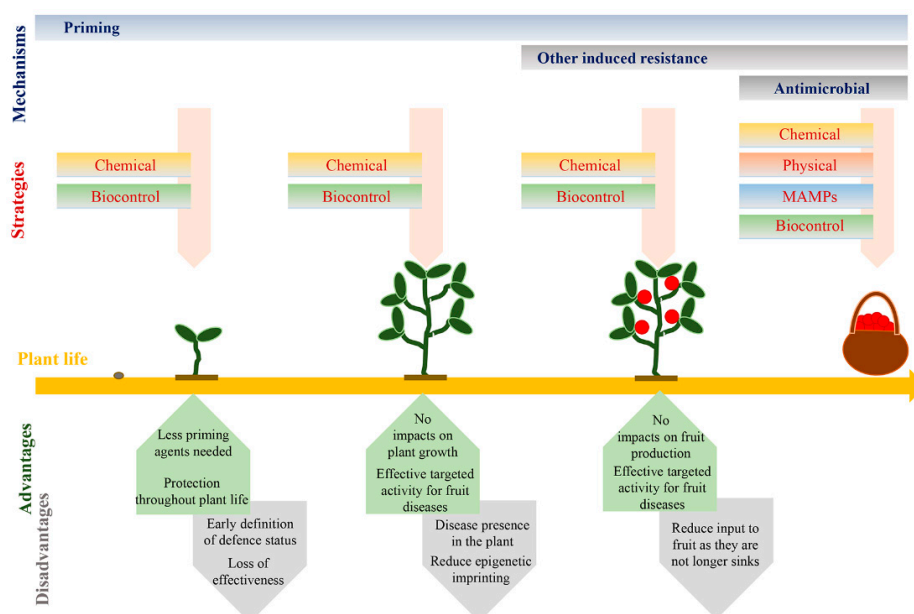 Mechanisms
Priming
Other induced resistance
Antimicrobial
Strategies
Chemical
Biocontrol
Chemical
Biocontrol
Chemical
Biocontrol
Chemical
Physical
MAMPs
Biocontrol
Plant life
Advantages
Less priming
agents needed
Protection
throughout plant life
No
impacts on
plant growth
Effective targeted
activity for fruit
diseases
No
impacts on fruit
production
Effective targeted
activity for fruit
diseases
Disadvantages
Early definition
of defence status
Loss of
effectiveness
Disease presence
in the plant
Reduce epigenetic
imprinting
Reduce input to
fruit as they are
not longer sinks